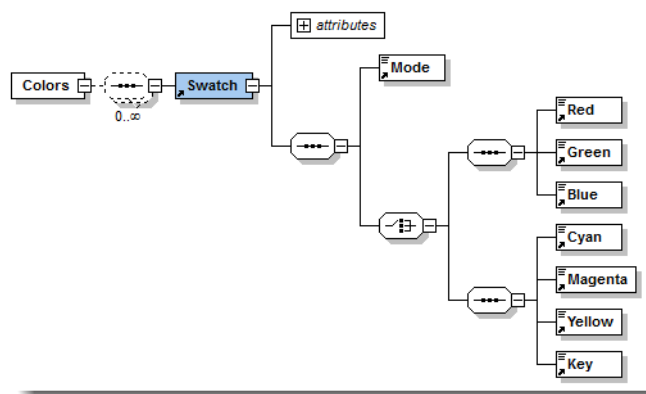 attributes
Mode
Colors
Swatch
0..∞
Red
Green
Blue
Cyan
Magenta
Yellow
Key